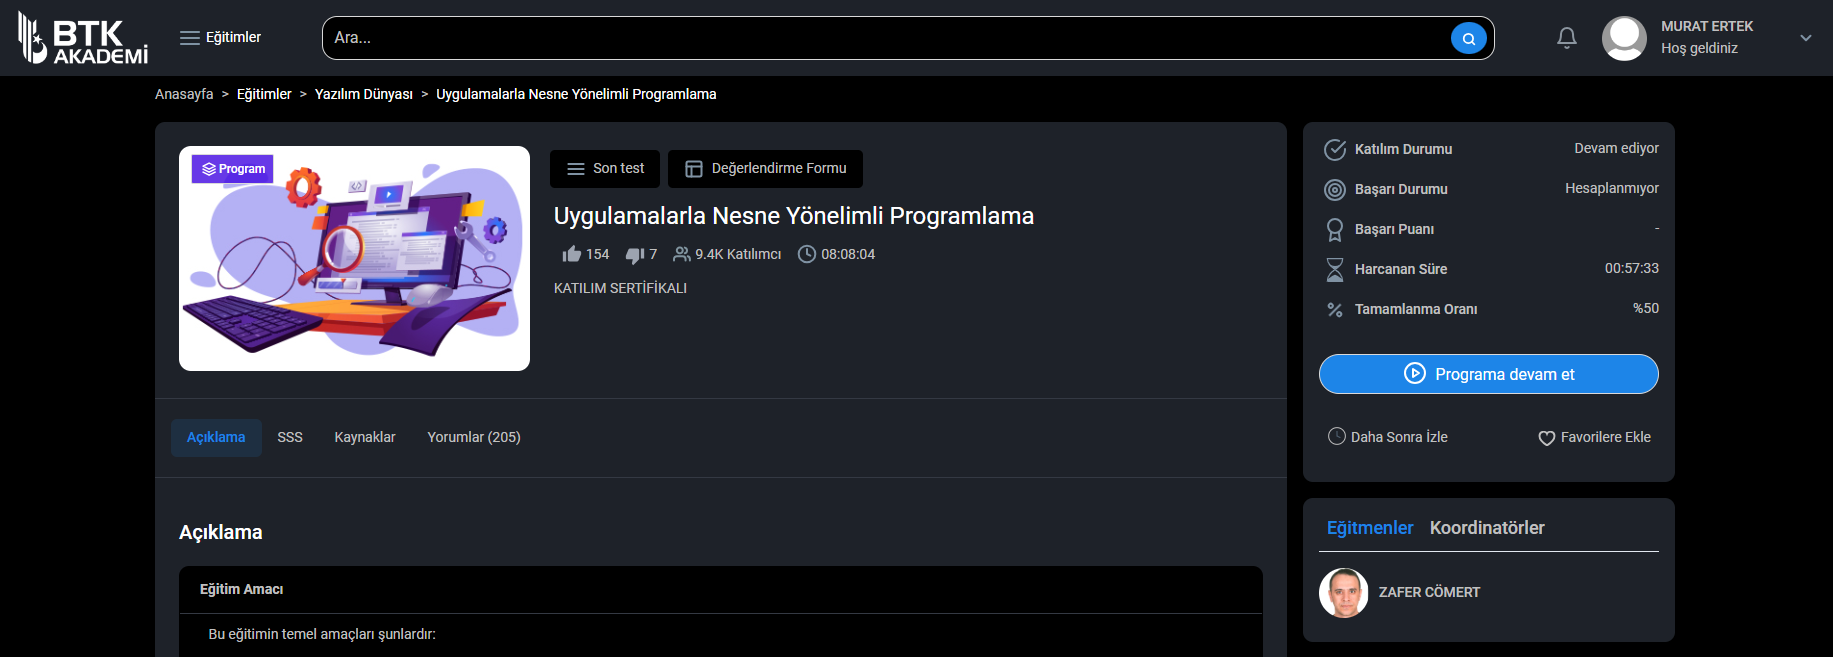 BTK
AKADEMİ
Eğitimler
Ara...
MURAT ERTEK
Hoş geldiniz
Anasayfa > Eğitimler > Yazılım Dünyası > Uygulamalarla Nesne Yönelimli Programlama
Program
Son test
Değerlendirme Formu
Uygulamalarla Nesne Yönelimli Programlama
154 7 9.4K Katılımcı 08:08:04
KATILIM SERTİFİKALI
Açıklama SSS Kaynaklar Yorumlar (205)
Açıklama
Eğitim Amacı
Bu eğitimin temel amaçları şunlardır:
Katılım Durumu Devam ediyor
Başarı Durumu Hesaplanmıyor
Başarı Puanı -
Harcanan Süre 00:57:33
Tamamlanma Oranı %50
Programa devam et
Daha Sonra İzle Favorilere Ekle
Eğitmenler Koordinatörler
ZAFER CÖMERT